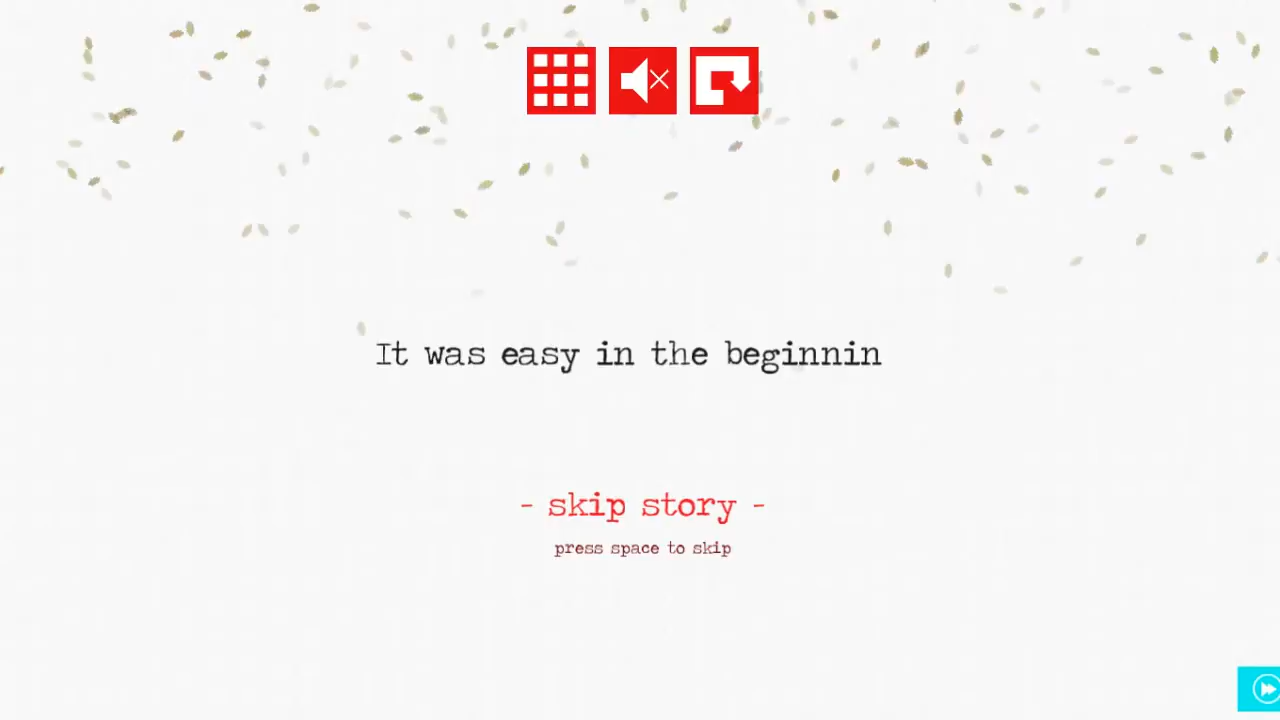 It was easy in the beginnin
- skip story -
press space to skip